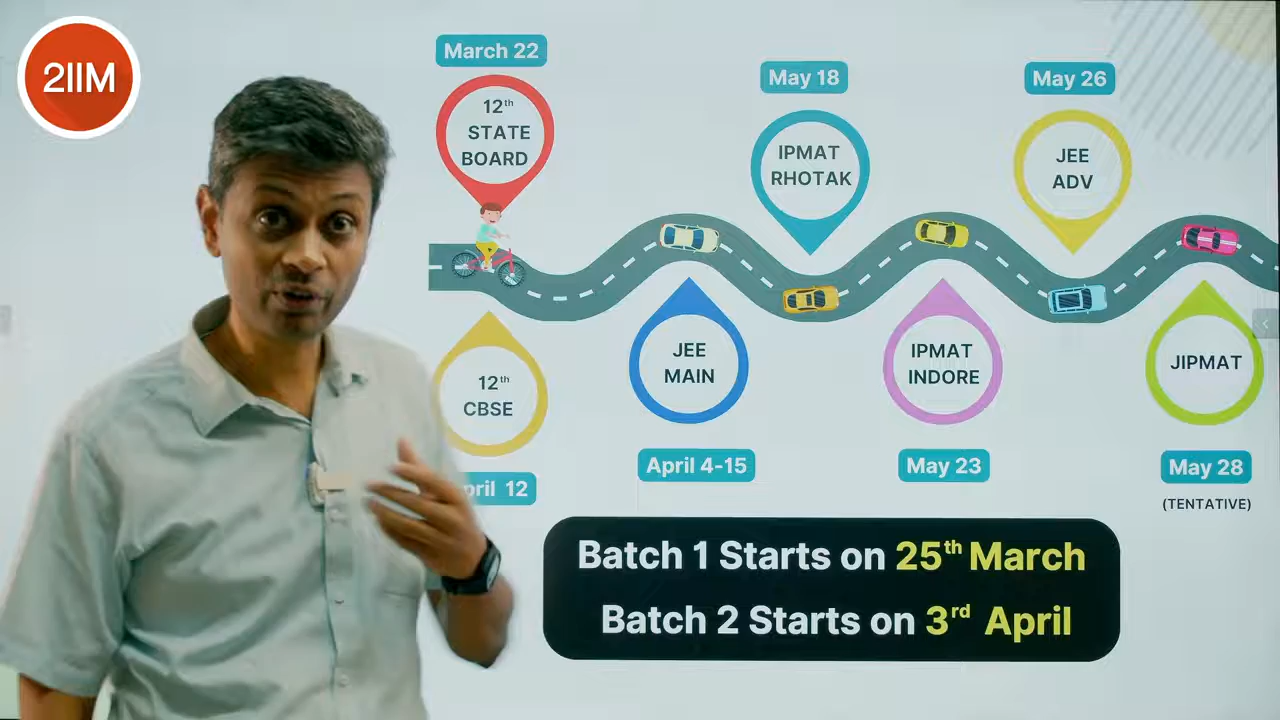 2IIM
March 22
12th
STATE
BOARD
May 18
IPMAT
RHOTAK
May 26
JEE
ADV
12th
CBSE
12
JEE
MAIN
April 4-15
IPMAT
INDORE
May 23
JIPMAT
May 28
(TENTATIVE)
Batch 1 Starts on 25th March
Batch 2 Starts on 3rd April